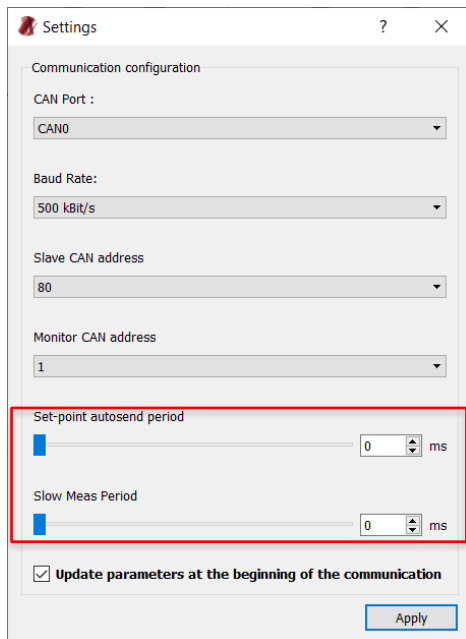 Settings
?
Communication configuration
CAN Port :
CAN0
Baud Rate:
500 kBit/s
Slave CAN address
80
Monitor CAN address
1
Set-point autosend period
0 ms
Slow Meas Period
0 ms
Update parameters at the beginning of the communication
Apply